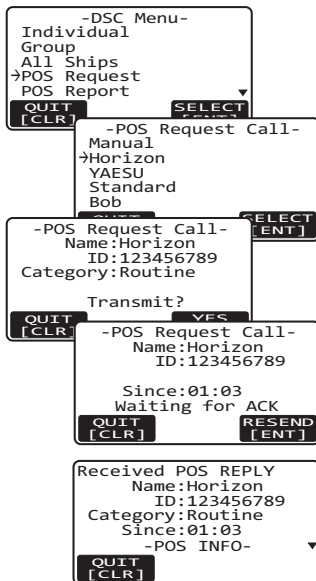 -DSC Menu-
Individual
Group
All Ships
→POS Request
POS Report
QUIT SELECT
[CLR] [ENT]
-POS Request Call-
Manual
→Horizon
YAESU
Standard
Bob
QUIT SELECT
[ENT]
-POS Request Call-
Name:Horizon
ID:123456789
Category:Routine
Transmit?
QUIT YES
[CLR]
-POS Request Call-
Name:Horizon
ID:123456789
Since:01:03
Waiting for ACK
QUIT RESEND
[CLR] [ENT]
Received POS REPLY
Name:Horizon
ID:123456789
Category:Routine
Since:01:03
-POS INFO-
QUIT
[CLR]